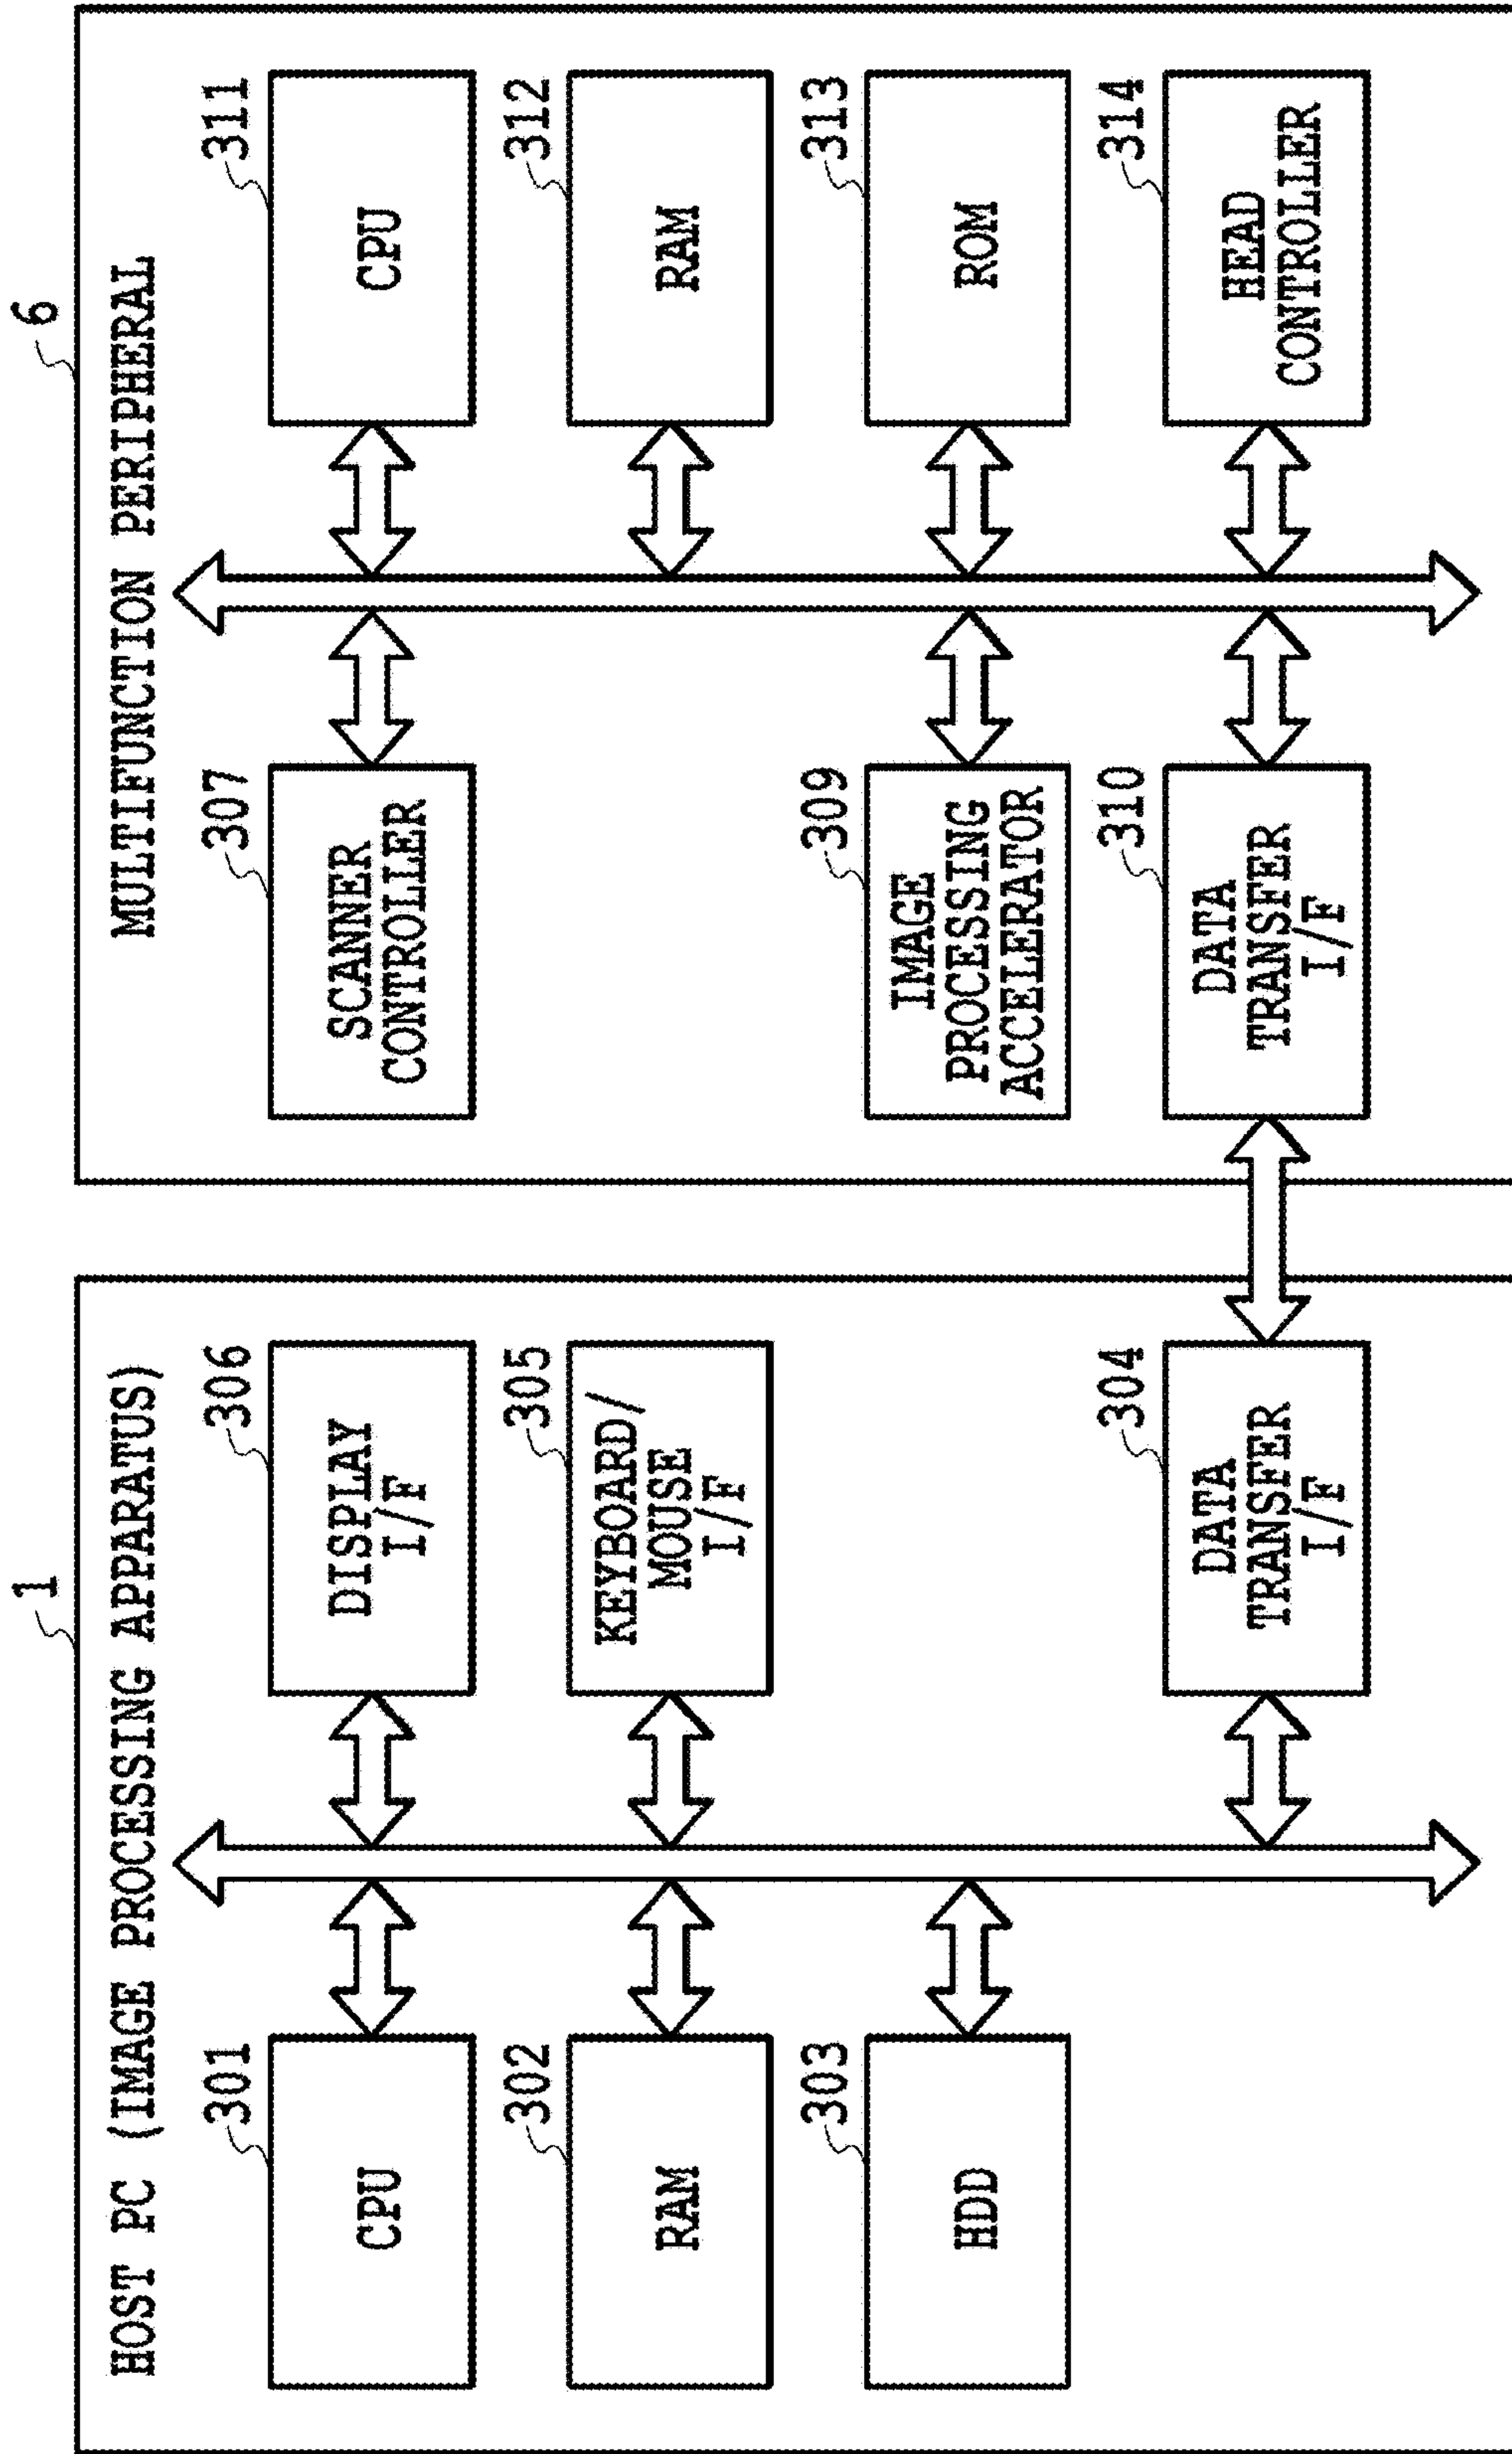 1
HOST PC (IMAGE PROCESSING APPARATUS)
301
CPU
302
RAM
303
HDD
306
DISPLAY
I/F
305
KEYBOARD/
MOUSE
I/F
304
DATA
TRANSFER
I/F
6
MULTIFUNCTION PERIPHERAL
307
SCANNER
CONTROLLER
309
IMAGE
PROCESSING
ACCELERATOR
310
DATA
TRANSFER
I/F
311
CPU
312
RAM
313
ROM
314
HEAD
CONTROLLER